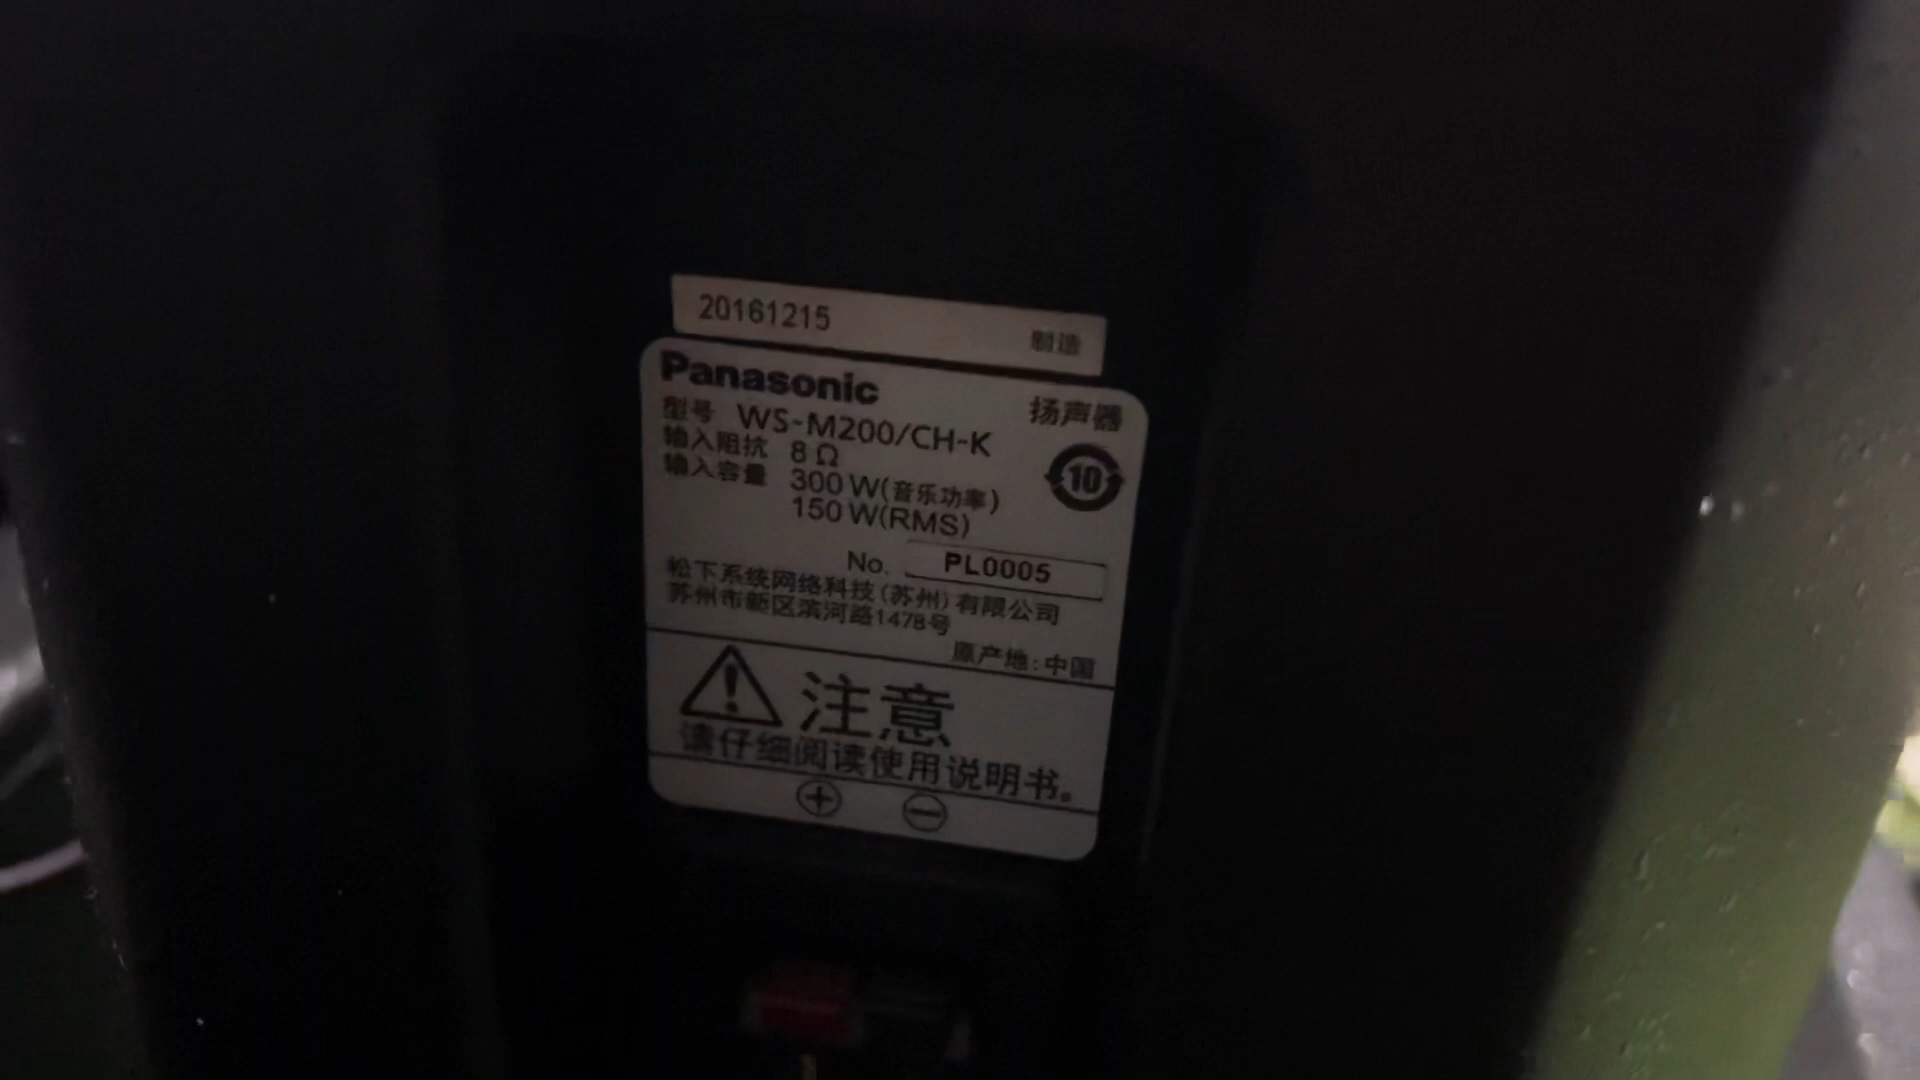 20161215 制造
Panasonic 扬声器
型号 WS-M200/CH-K
输入阻抗 8Ω
输入容量 300W(音乐功率)
150W(RMS)
10
No. PL0005
松下系统网络科技(苏州)有限公司
苏州市新区滨河路1478号
原产地:中国
注意
请仔细阅读使用说明书。
⊕ ⊖